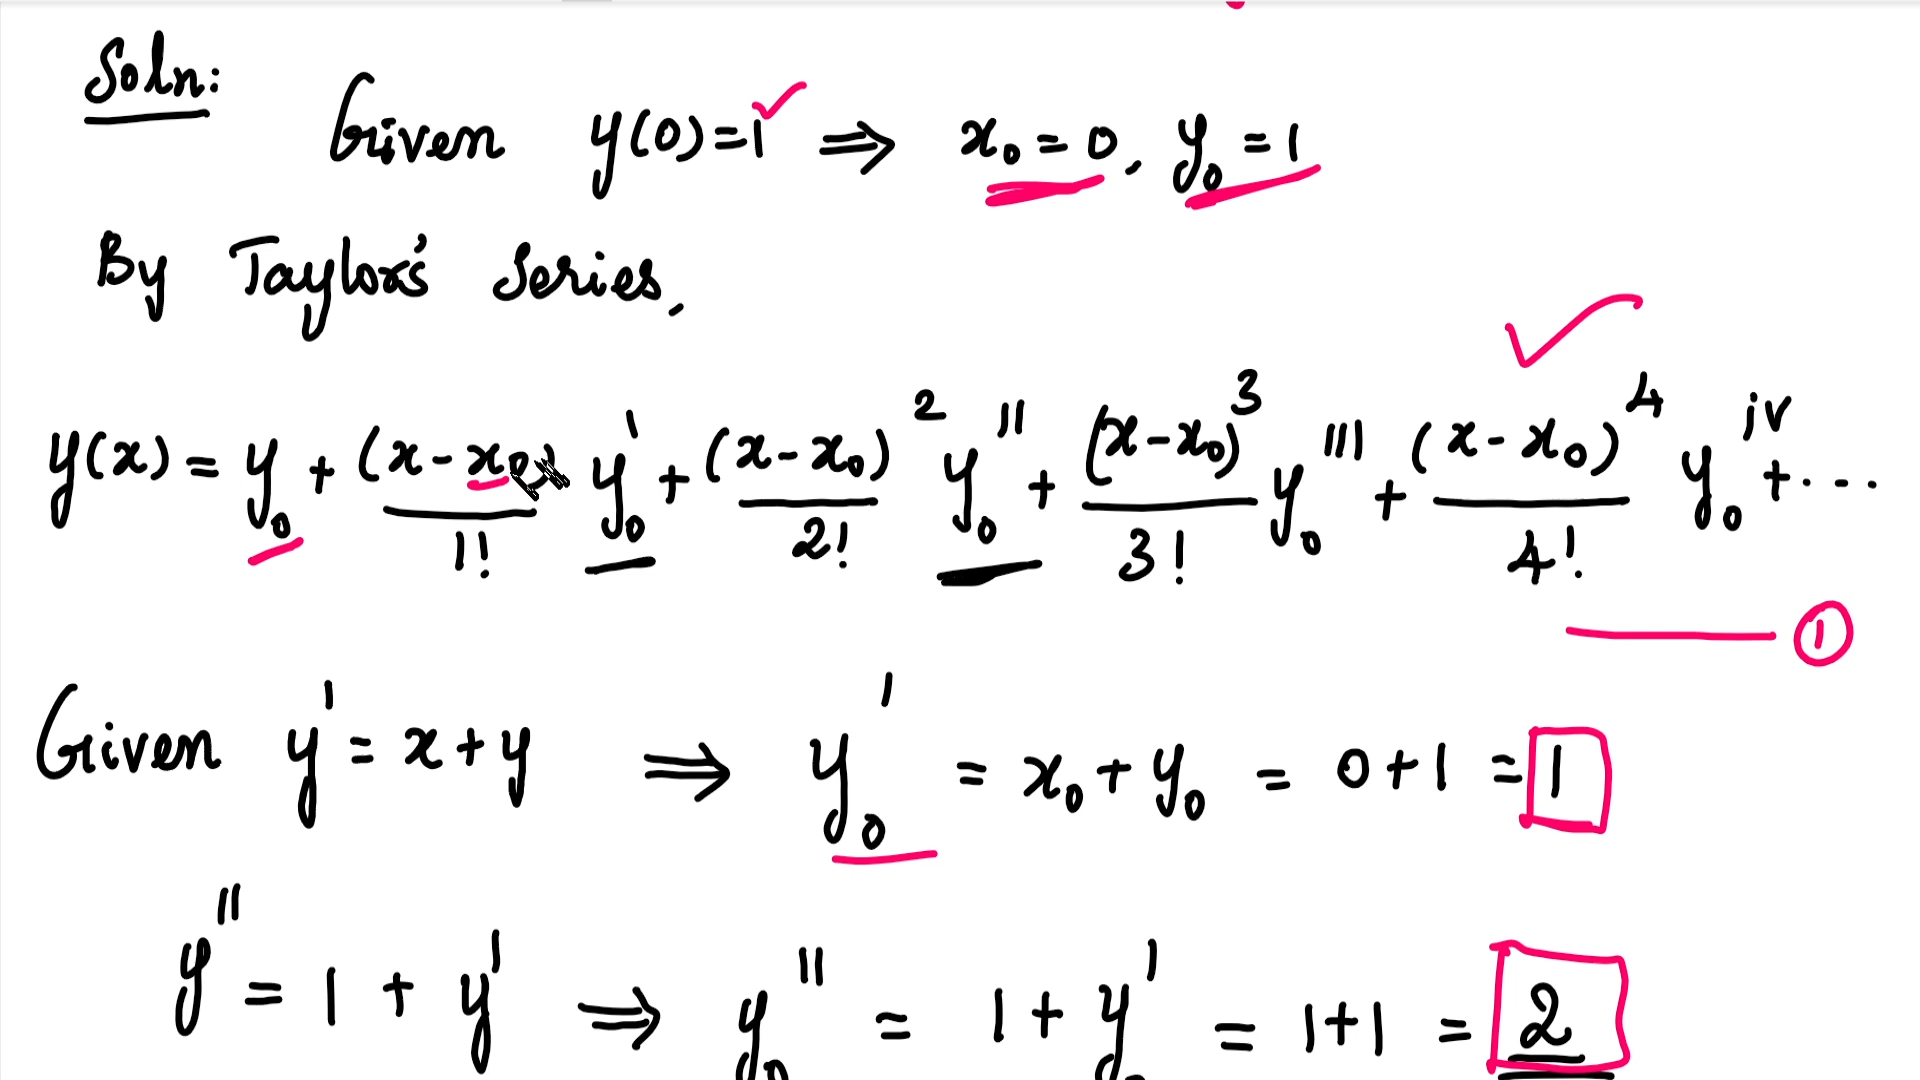 Soln:
Given y(0)=1 ⇒ x₀ = 0, y₀ = 1
By Taylor's Series,
y(x) = y₀ + (x-x₀)/1! y₀' + (x-x₀)²/2! y₀'' + (x-x₀)³/3! y₀''' + (x-x₀)⁴/4! y₀^iv + ...
①
Given y' = x+y ⇒ y₀' = x₀ + y₀ = 0+1 = 1
y'' = 1 + y' ⇒ y₀'' = 1 + y₀' = 1+1 = 2